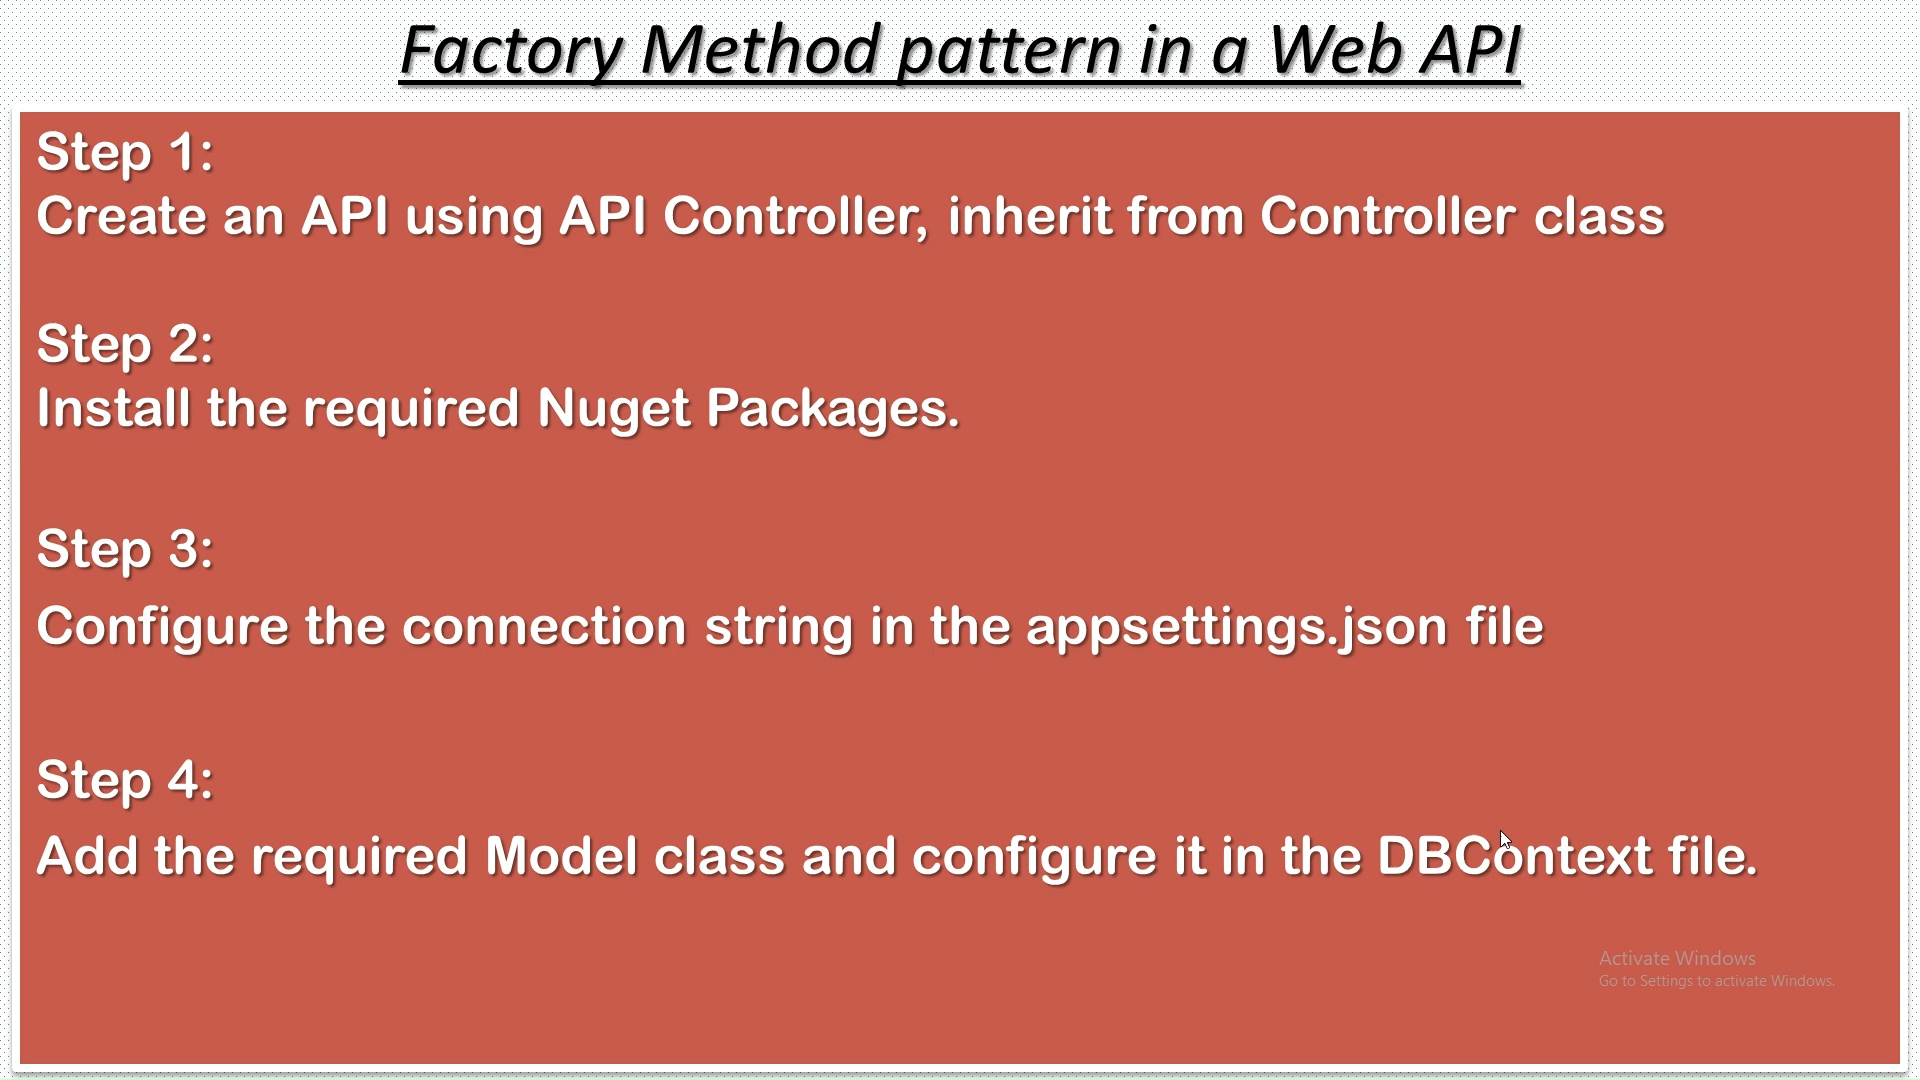 Factory Method pattern in a Web API
Step 1:
Create an API using API Controller, inherit from Controller class
Step 2:
Install the required Nuget Packages.
Step 3:
Configure the connection string in the appsettings.json file
Step 4:
Add the required Model class and configure it in the DBContext file.
Activate Windows
Go to Settings to activate Windows.